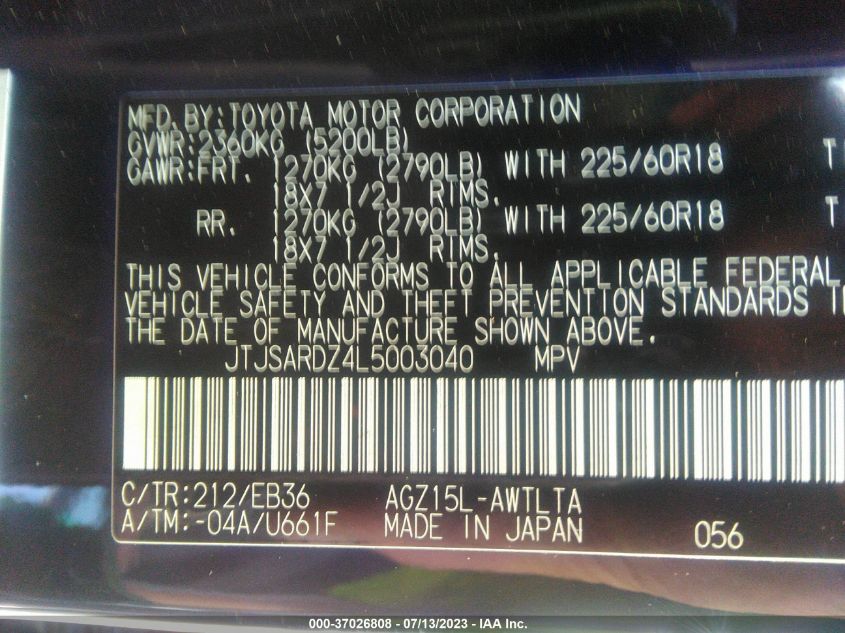 MFD.BY:TOYOTA MOTOR CORPORATION
GVWR:2360KG (5200LB)
GAWR:FRT. 1270KG (2790LB) WITH 225/60R18 T
18X7 1/2J RIMS.
RR. 1270KG (2790LB) WITH 225/60R18 T
18X7 1/2J RIMS.
THIS VEHICLE CONFORMS TO ALL APPLICABLE FEDERAL
VEHICLE SAFETY AND THEFT PREVENTION STANDARDS
THE DATE OF MANUFACTURE SHOWN ABOVE.
JTJSARDZ4L5003040 MPV
C/TR:212/EB36 AGZ15L-AWTLTA
A/TM:-04A/U661F MADE IN JAPAN 056
000-37026808 - 07/13/2023 - IAA Inc.